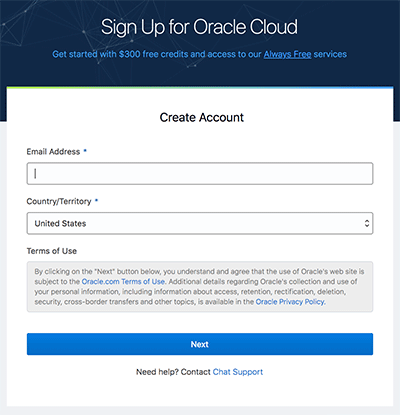 Sign Up for Oracle Cloud
Get started with $300 free credits and access to our Always Free services
Create Account
Email Address *
Country/Territory *
United States
Terms of Use
By clicking on the "Next" button below, you understand and agree that the use of Oracle's web site is
subject to the Oracle.com Terms of Use. Additional details regarding Oracle's collection and use of
your personal information, including information about access, retention, rectification, deletion,
security, cross-border transfers and other topics, is available in the Oracle Privacy Policy.
Next
Need help? Contact Chat Support